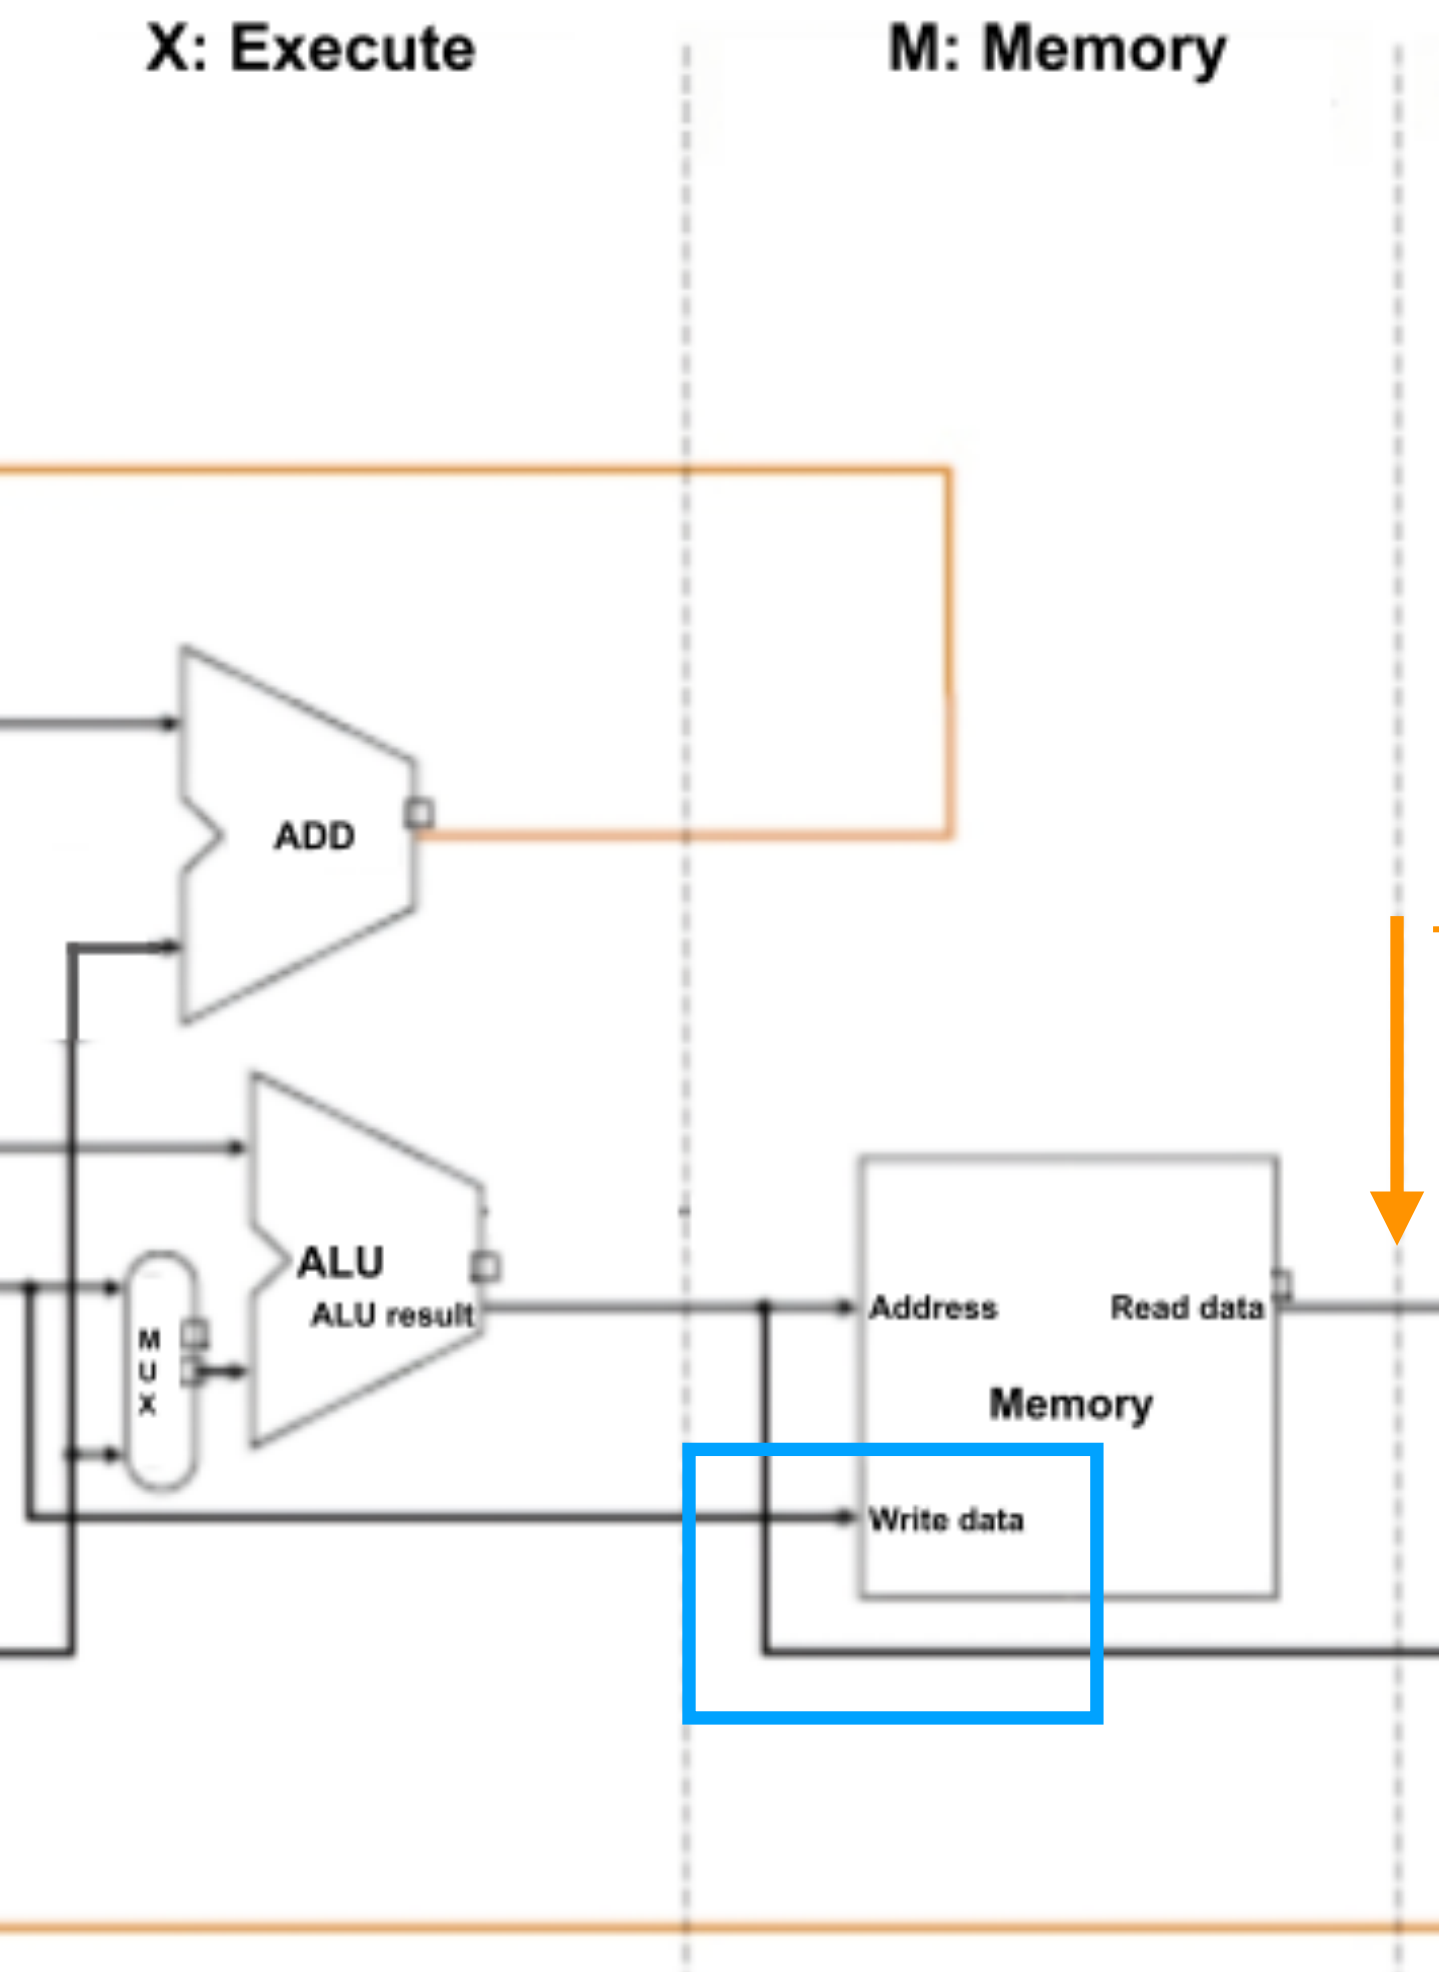 X: Execute
M: Memory
ADD
ALU
ALU result
M
U
X
Address
Read data
Memory
Write data